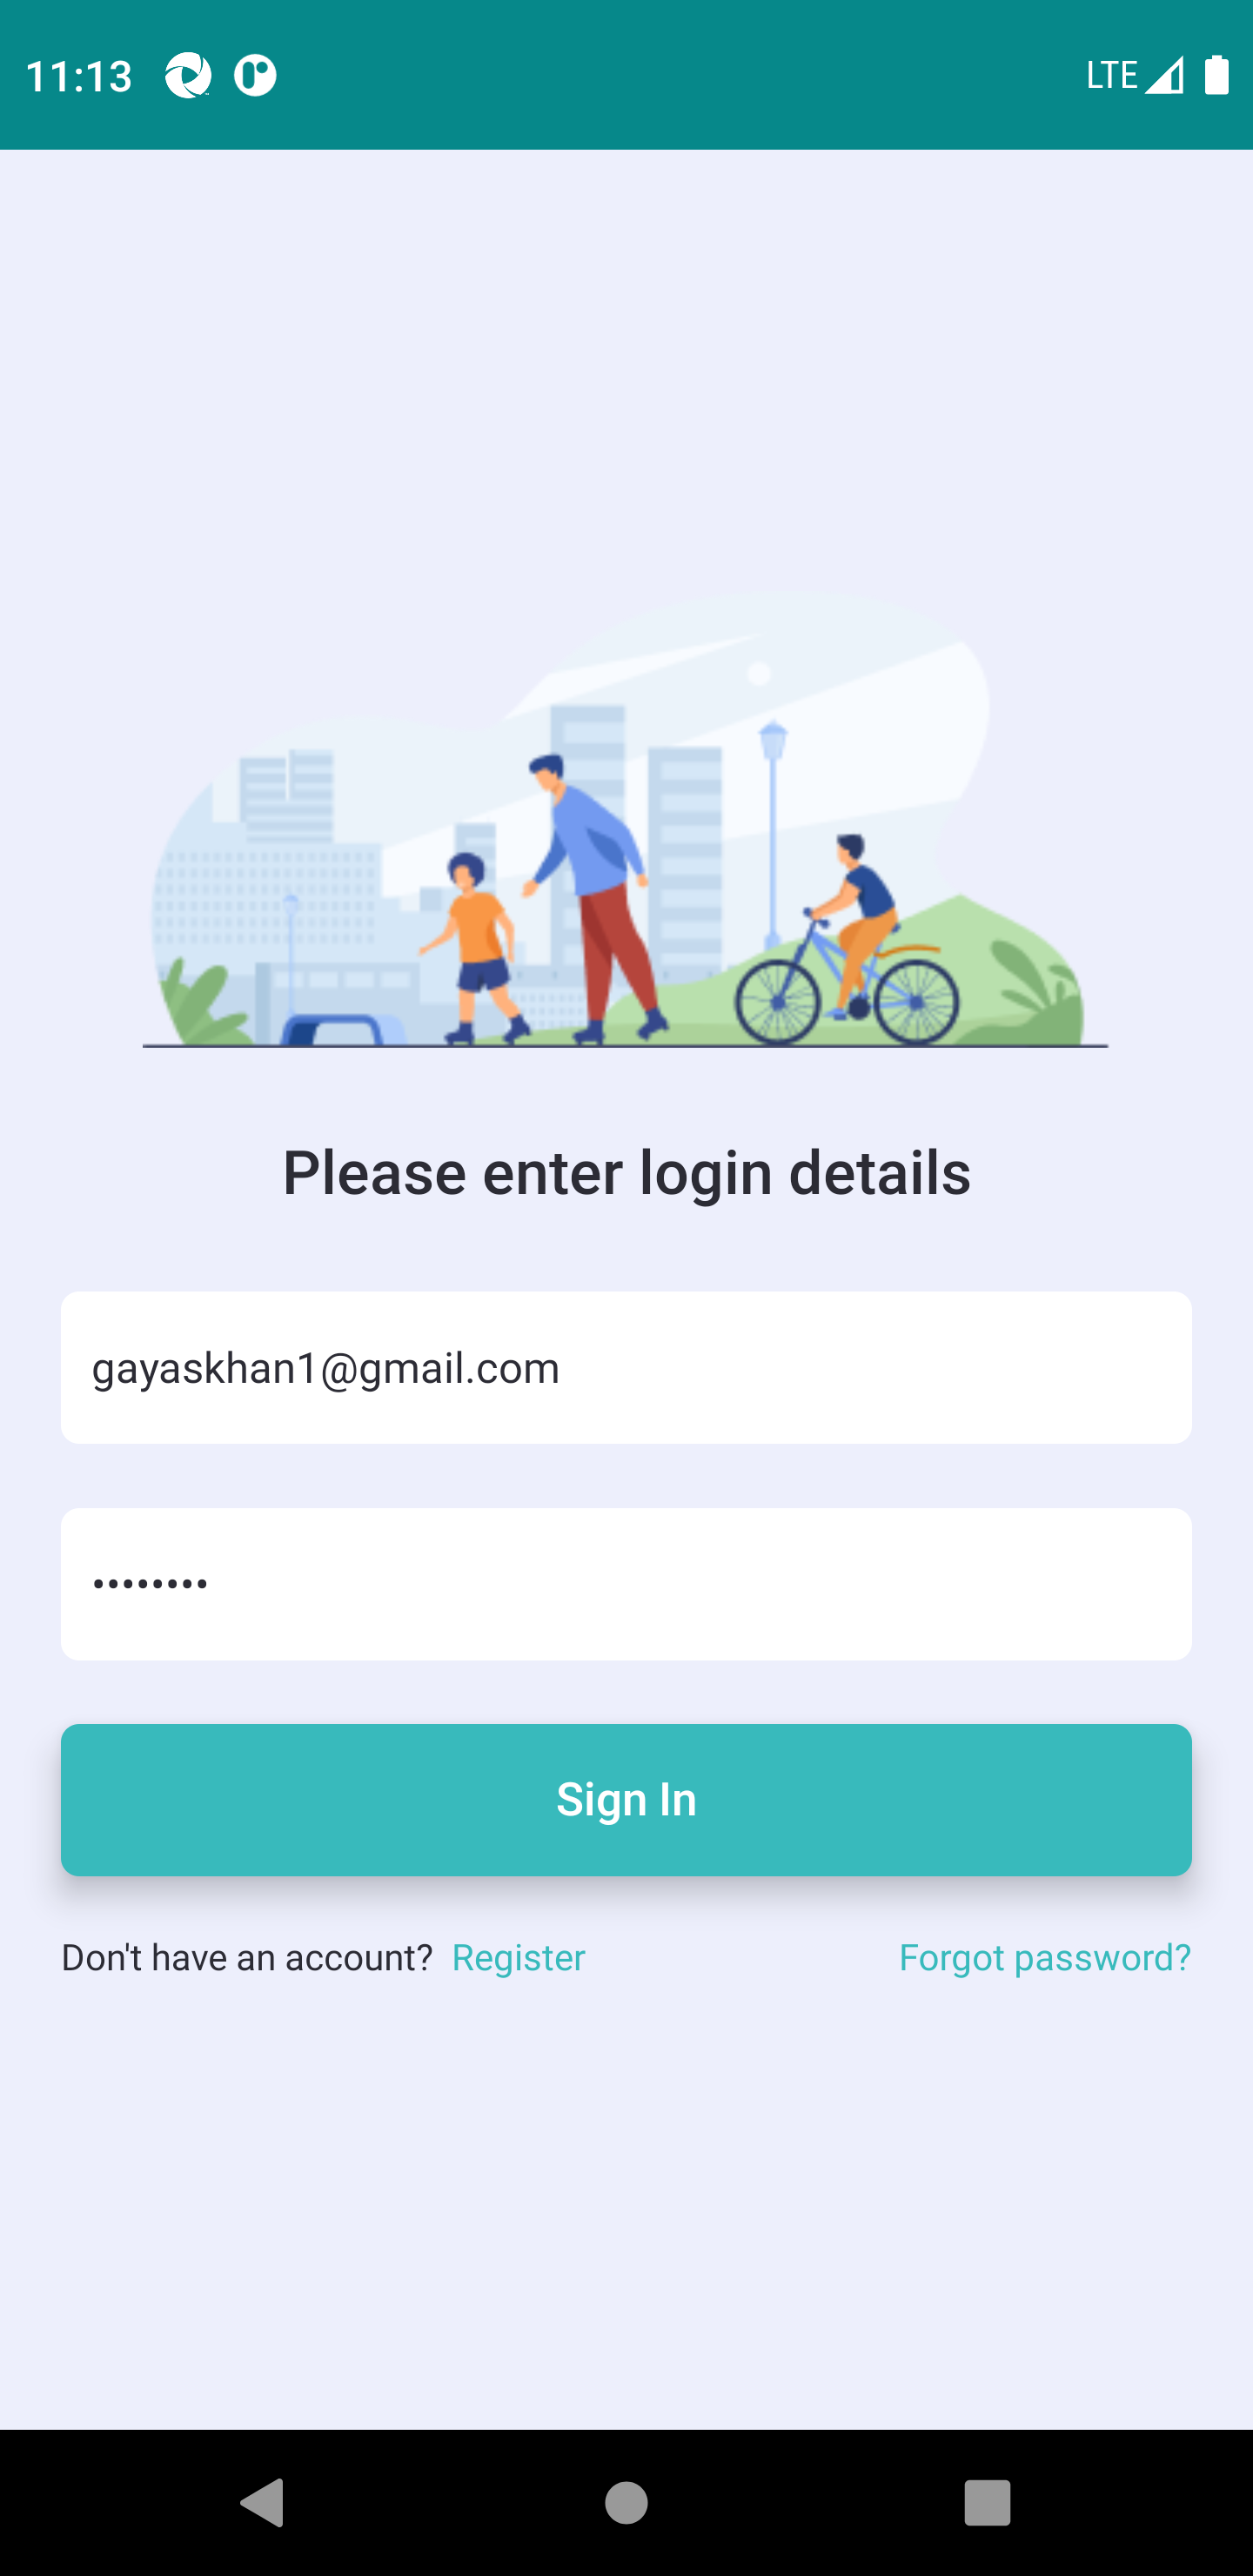 11:13 LTE
Please enter login details
gayaskhan1@gmail.com
••••••••
Sign In
Don't have an account? Register Forgot password?